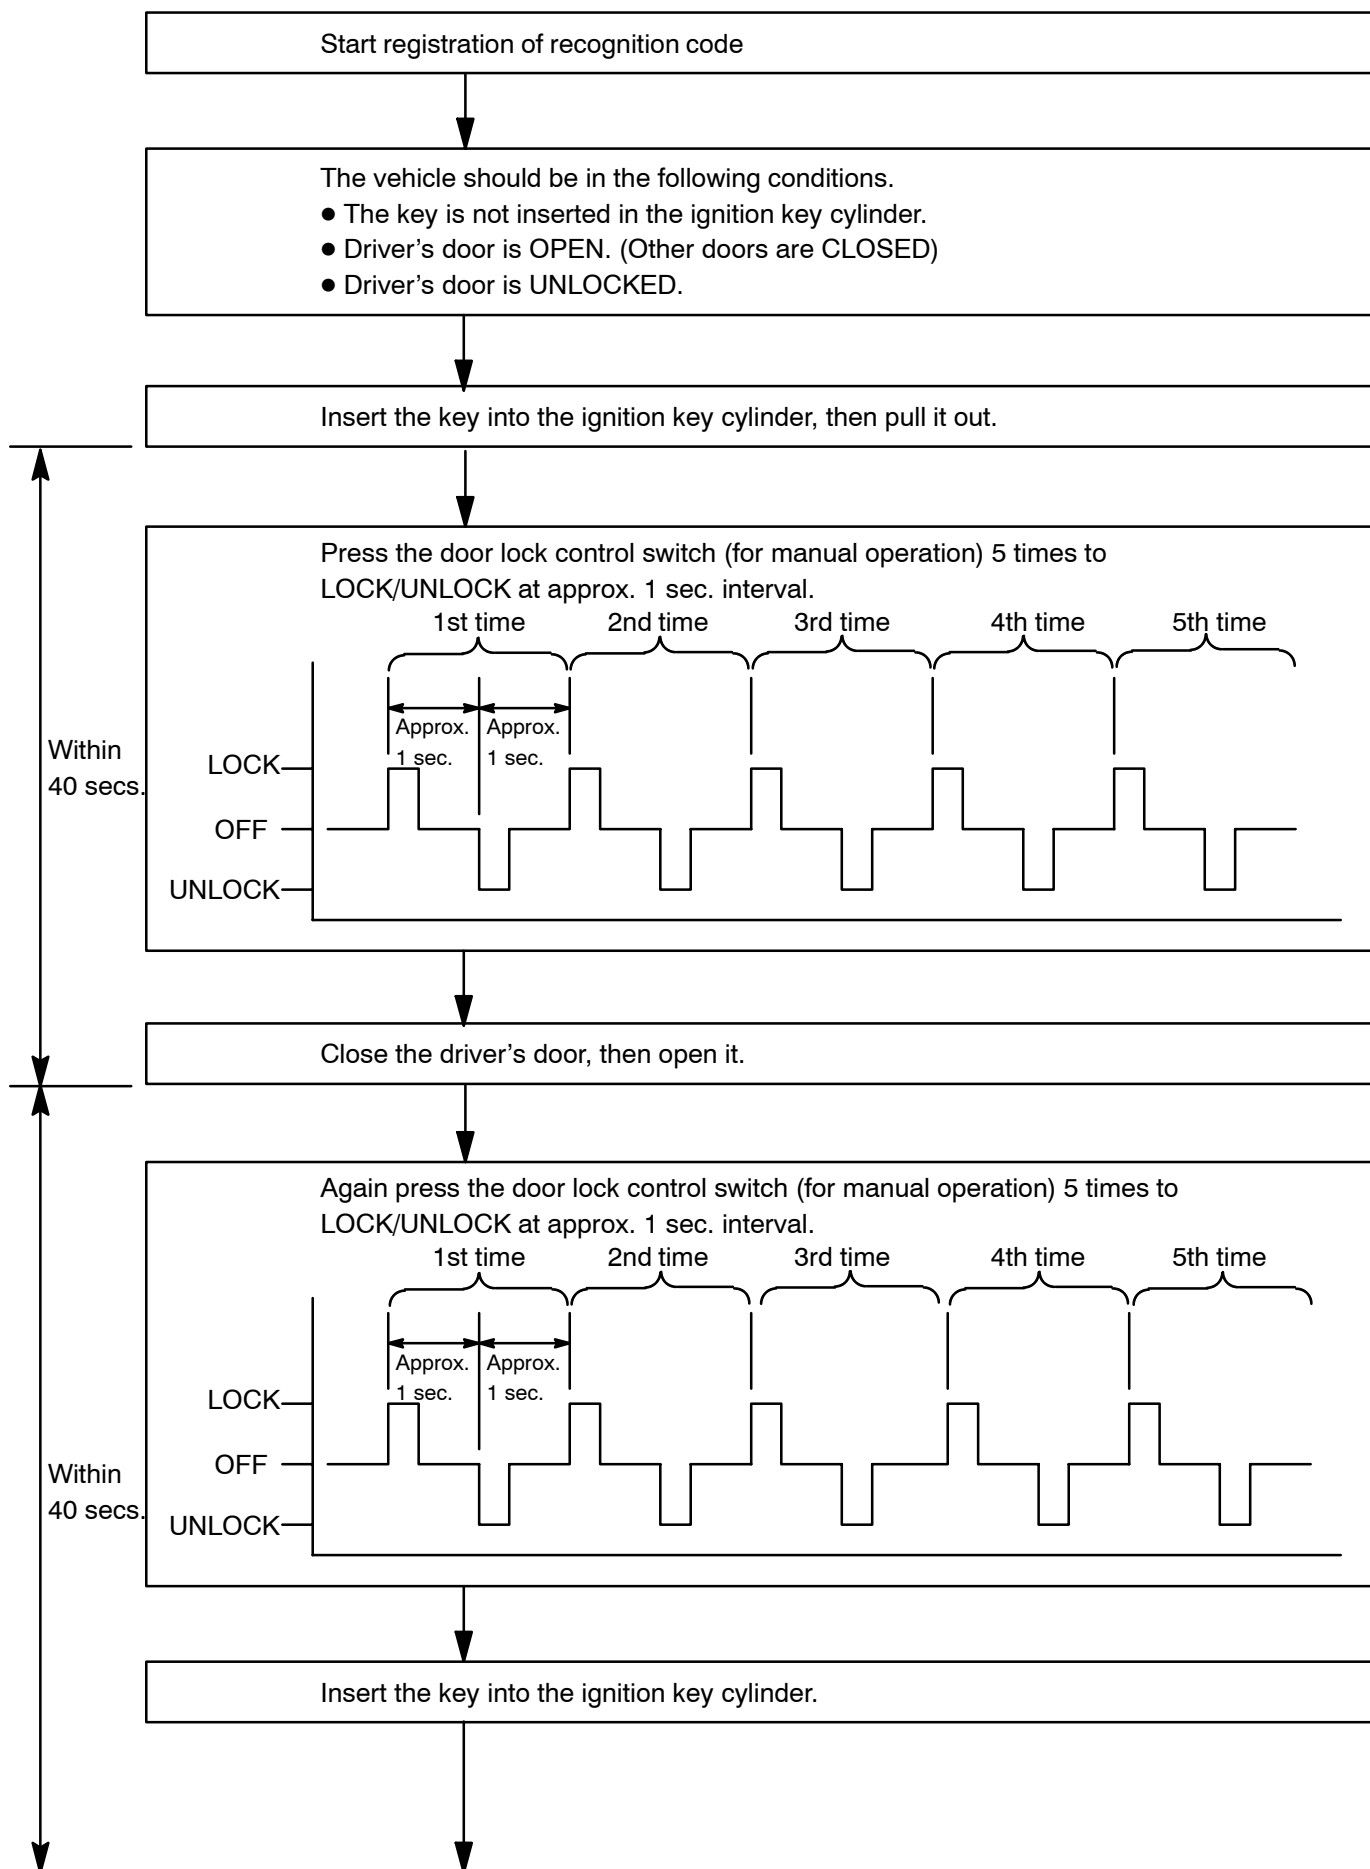 Start registration of recognition code
The vehicle should be in the following conditions.
● The key is not inserted in the ignition key cylinder.
● Driver's door is OPEN. (Other doors are CLOSED)
● Driver's door is UNLOCKED.
Insert the key into the ignition key cylinder, then pull it out.
Within
40 secs.
Press the door lock control switch (for manual operation) 5 times to
LOCK/UNLOCK at approx. 1 sec. interval.
1st time 2nd time 3rd time 4th time 5th time
Approx. Approx.
1 sec. 1 sec.
LOCK
OFF
UNLOCK
Close the driver's door, then open it.
Within
40 secs.
Again press the door lock control switch (for manual operation) 5 times to
LOCK/UNLOCK at approx. 1 sec. interval.
1st time 2nd time 3rd time 4th time 5th time
Approx. Approx.
1 sec. 1 sec.
LOCK
OFF
UNLOCK
Insert the key into the ignition key cylinder.